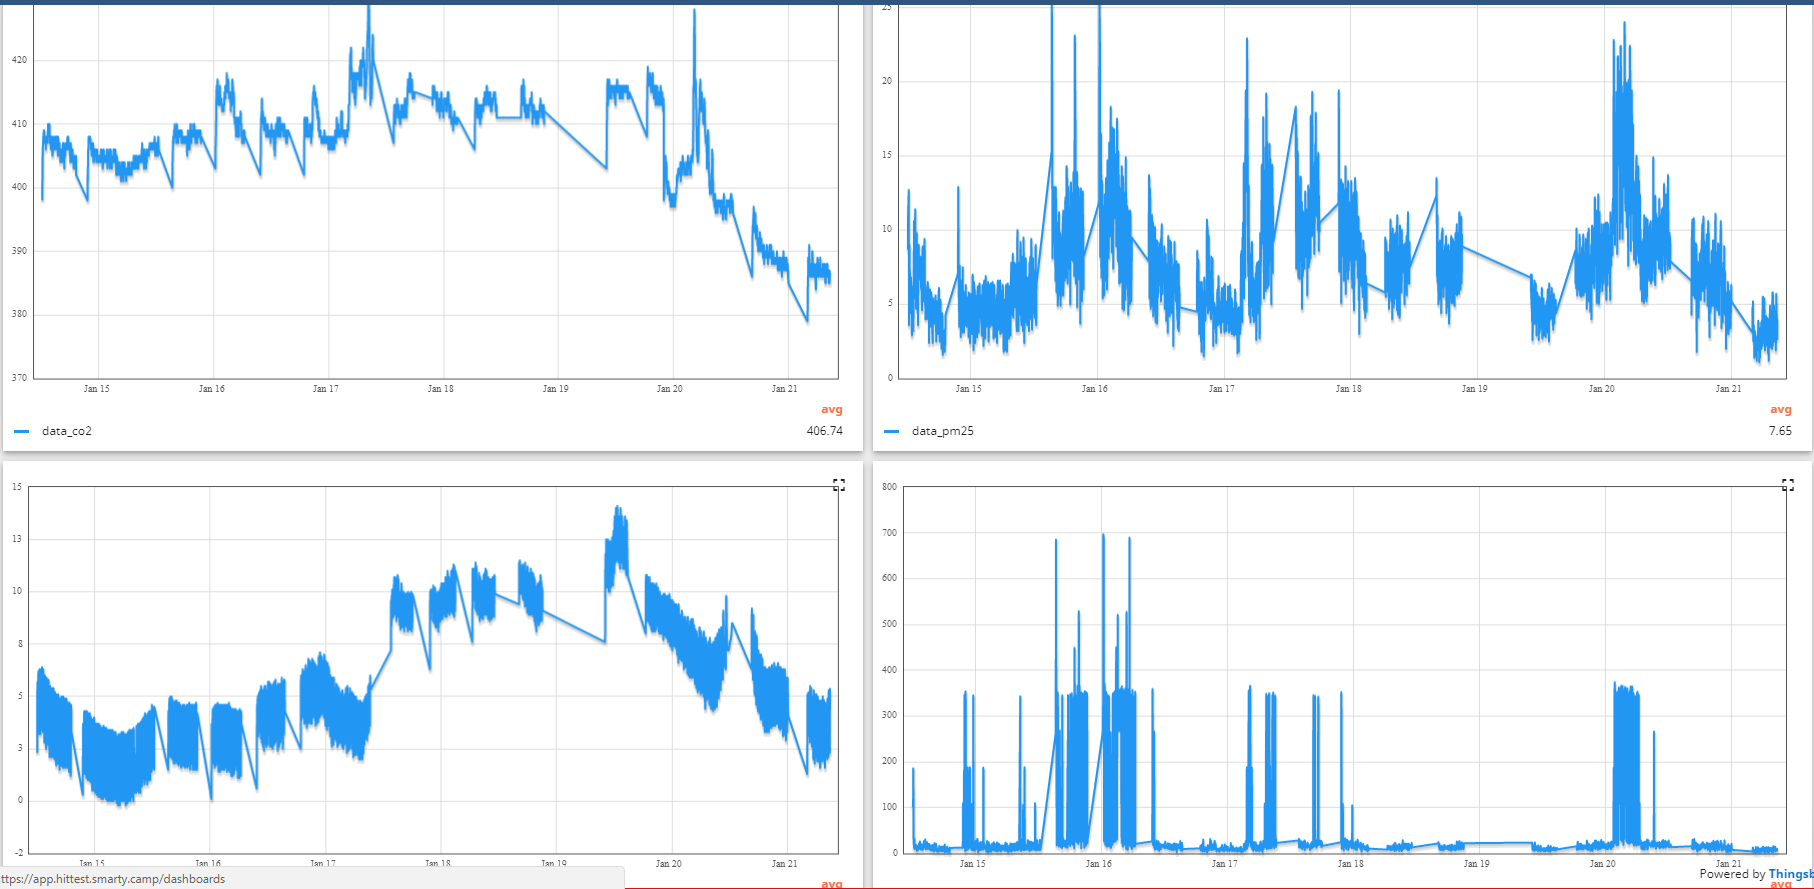 420
410
400
390
380
370
Jan 15 Jan 16 Jan 17 Jan 18 Jan 19 Jan 20 Jan 21
avg
data_co2 406.74
25
20
15
10
5
0
Jan 15 Jan 16 Jan 17 Jan 18 Jan 19 Jan 20 Jan 21
avg
data_pm25 7.65
15
13
10
8
5
3
0
-2
Jan 15 Jan 16 Jan 17 Jan 18 Jan 19 Jan 20 Jan 21
avg
800
700
600
500
400
300
200
100
0
Jan 15 Jan 16 Jan 17 Jan 18 Jan 19 Jan 20 Jan 21
Powered by Thingsb
avg
ttps://app.hittest.smarty.camp/dashboards